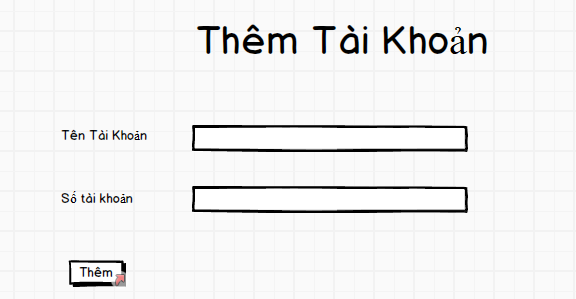 Thêm Tài Khoản
Tên Tài Khoản
Số tài khoản
Thêm